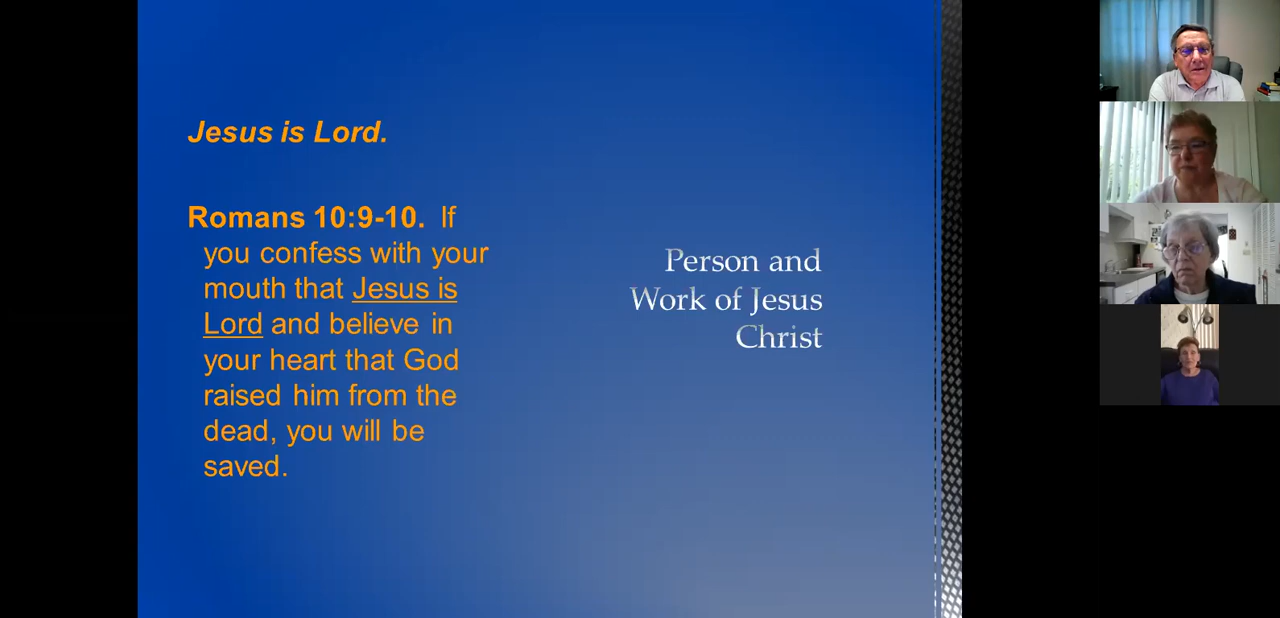 Jesus is Lord.
Romans 10:9-10. If
you confess with your
mouth that Jesus is
Lord and believe in
your heart that God
raised him from the
dead, you will be
saved.
Person and
Work of Jesus
Christ